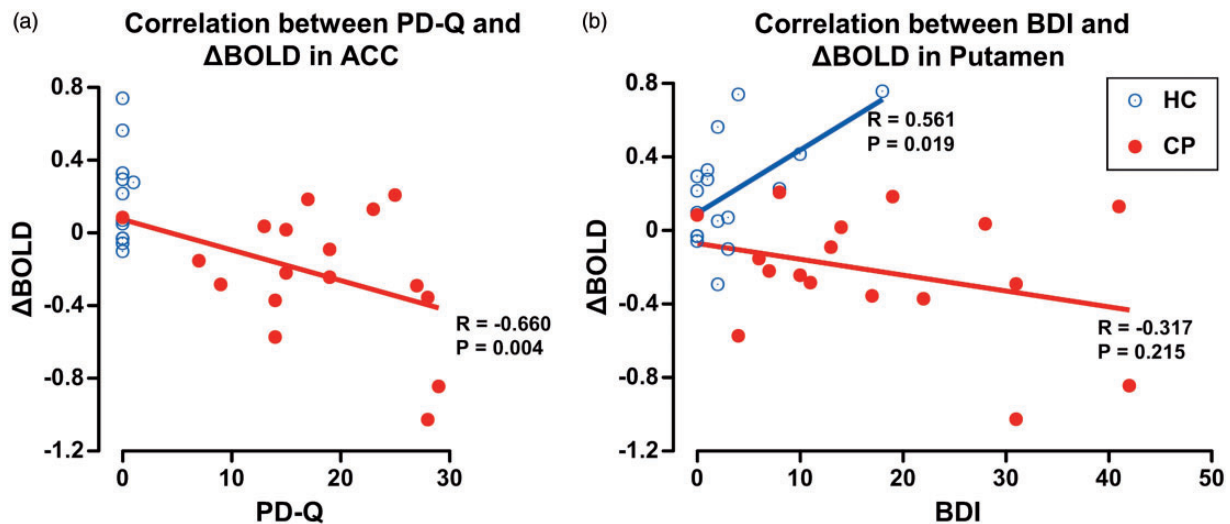 (a)
Correlation between PD-Q and
ΔBOLD in ACC
0.8
0.4
0
-0.4
-0.8
-1.2
ΔBOLD
R = -0.660
P = 0.004
0
10
20
30
PD-Q
(b)
Correlation between BDI and
ΔBOLD in Putamen
HC
CP
0.8
0.4
0.0
-0.4
-0.8
-1.2
ΔBOLD
R = 0.561
P = 0.019
R = -0.317
P = 0.215
0
10
20
30
40
50
BDI